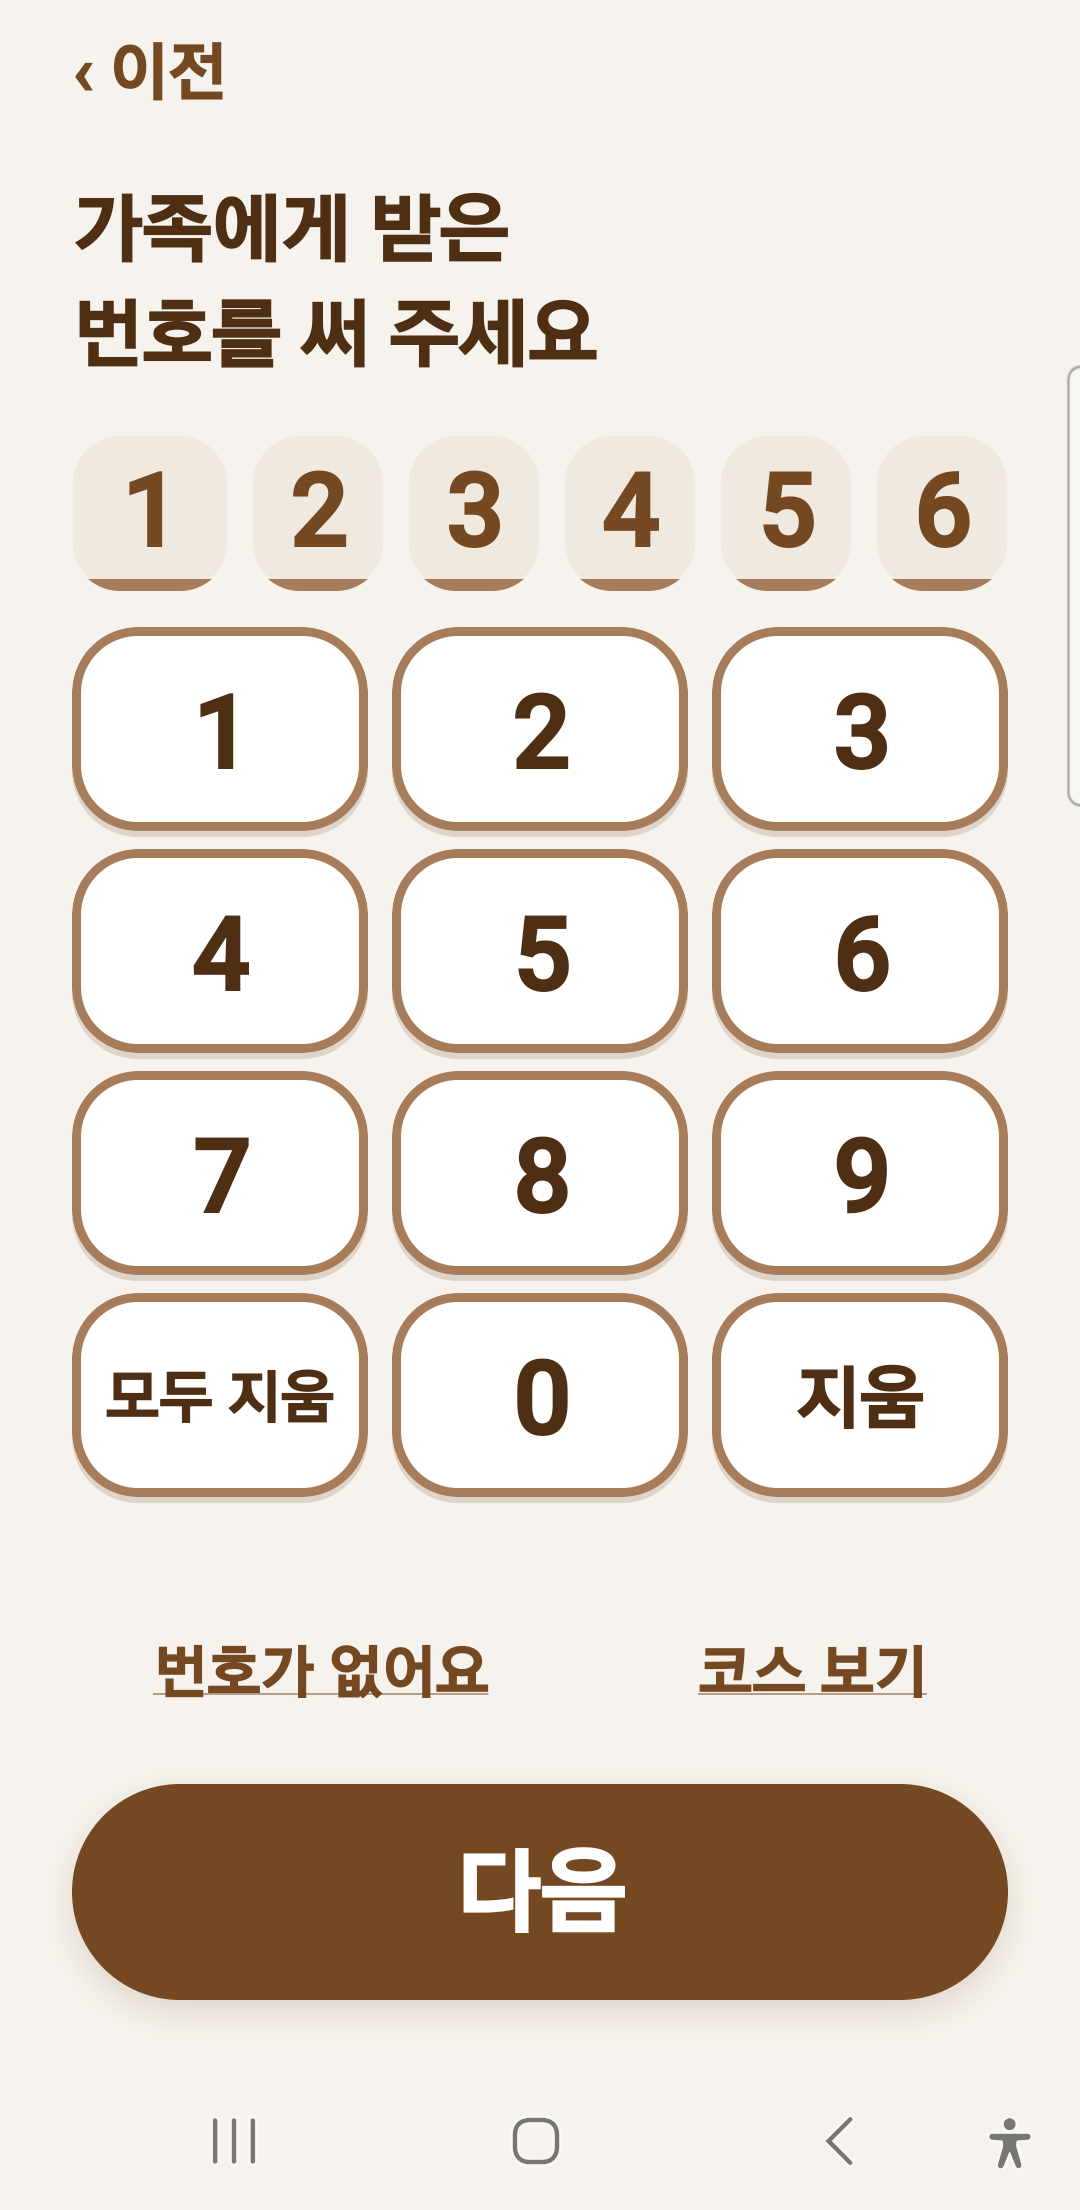 ‹ 이전
가족에게 받은
번호를 써 주세요
1 2 3 4 5 6
1 2 3
4 5 6
7 8 9
모두 지움 0 지움
번호가 없어요 코스 보기
다음